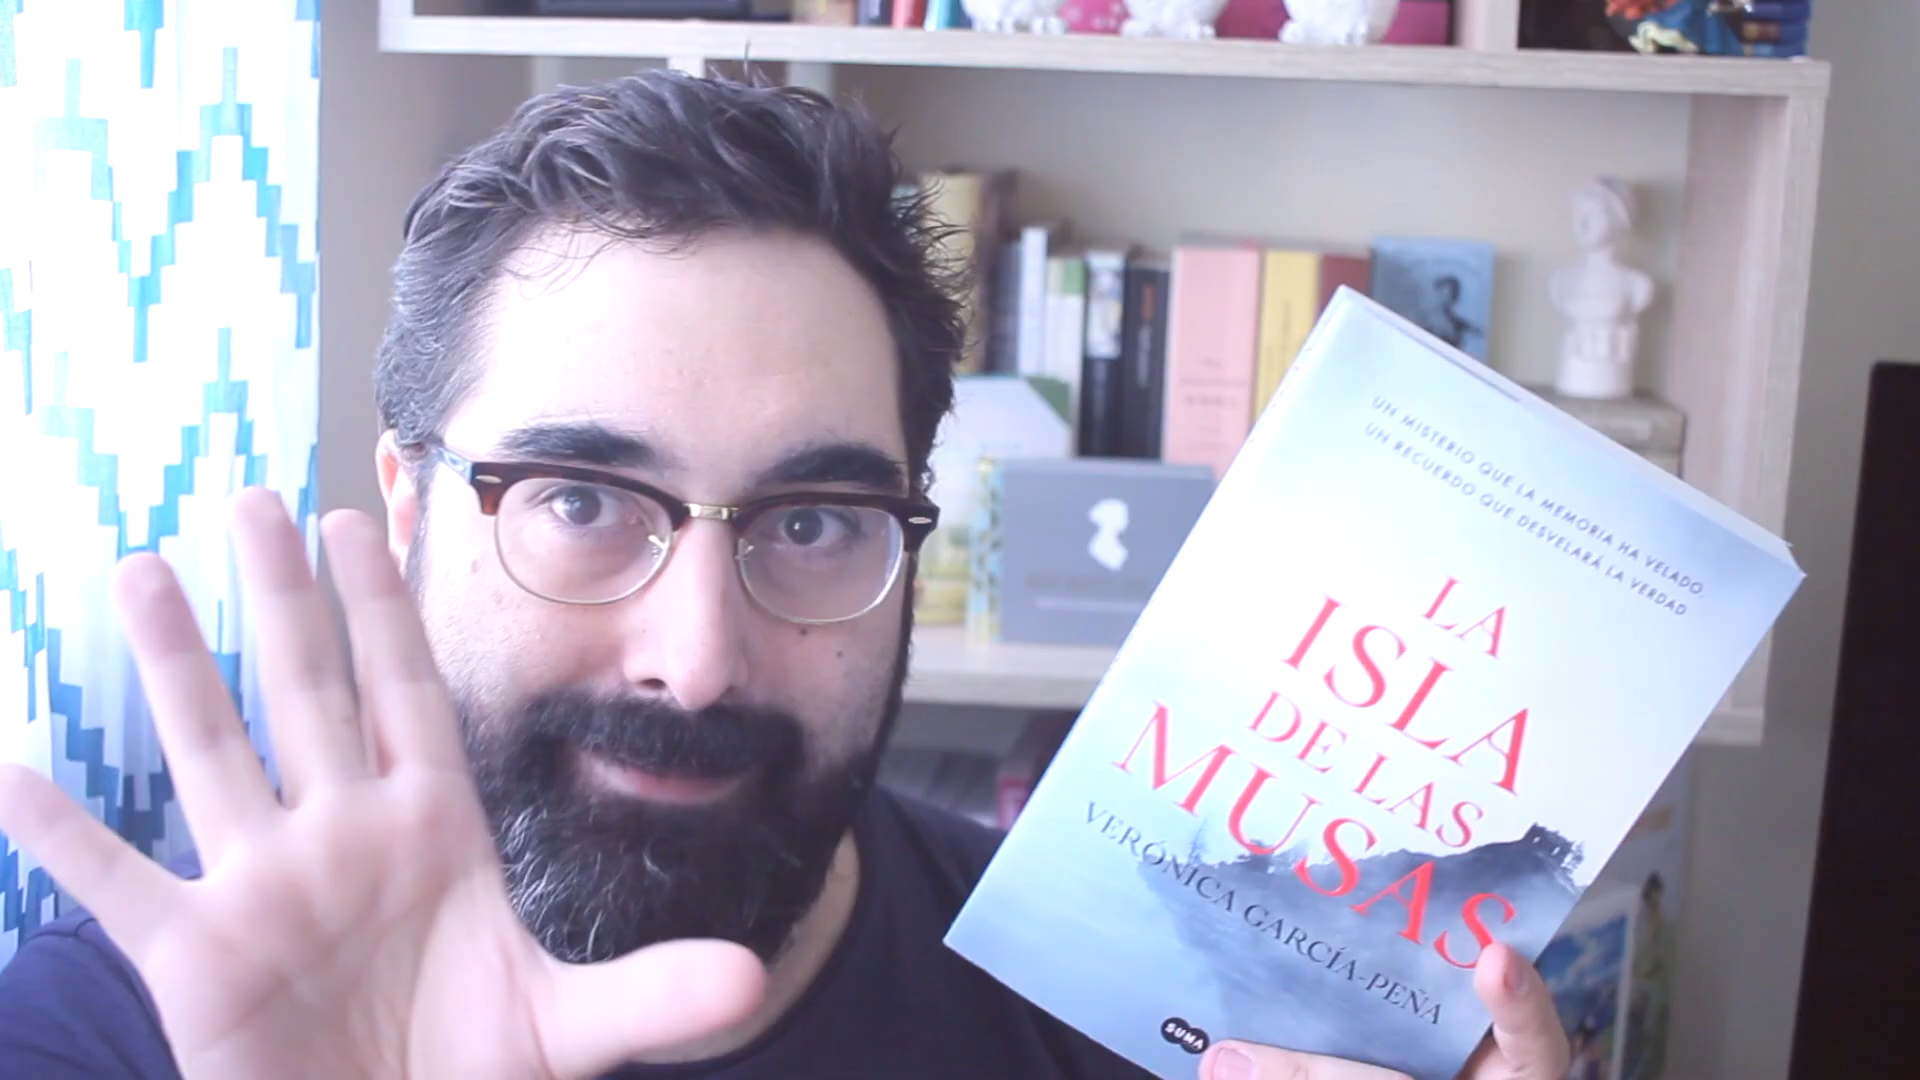 UN MISTERIO QUE LA MEMORIA HA VELADO,
UN RECUERDO QUE DESVELARÁ LA VERDAD
LA
ISLA
DE LAS
MUSAS
VERÓNICA GARCÍA-PEÑA
SUMA